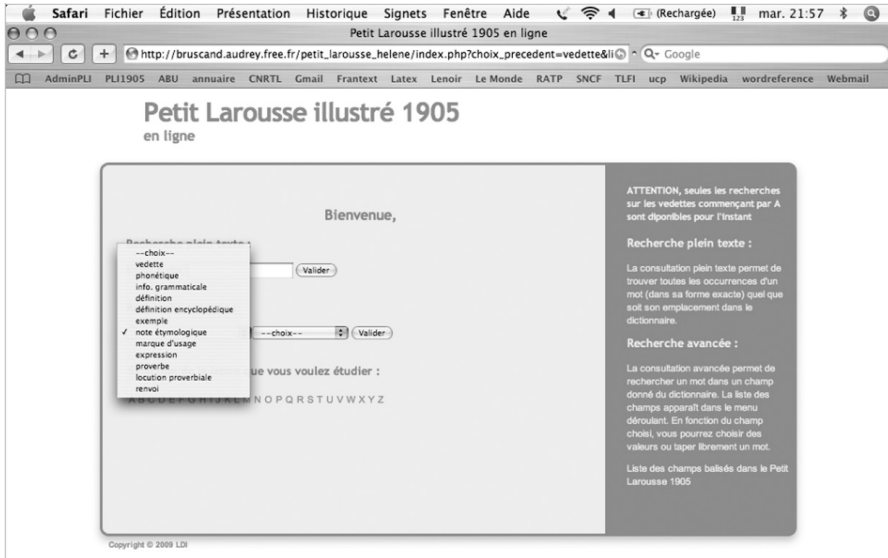 Safari Fichier Édition Présentation Historique Signets Fenêtre Aide (Rechargée) 123 mar. 21:57
Petit Larousse illustré 1905 en ligne
http://bruscand.audrey.free.fr/petit_larousse_helene/index.php?choix_precedent=vedette&li Q- Google
AdminPLI PLI1905 ABU annuaire CNRTL Gmail Frantext Latex Lenoir Le Monde RATP SNCF TLFI ucp Wikipedia wordreference Webmail
Petit Larousse illustré 1905
en ligne
Bienvenue,
Recherche plein texte :
Valider
--choix--
vedette
phonétique
info. grammaticale
définition
définition encyclopédique
exemple
✓ note étymologique
marque d'usage
expression
proverbe
locution proverbiale
renvoi
--choix-- Valider
que vous voulez étudier :
A B C D E F G H I J K L M N O P Q R S T U V W X Y Z
ATTENTION, seules les recherches
sur les vedettes commençant par A
sont diponibles pour l'instant
Recherche plein texte :
La consultation plein texte permet de
trouver toutes les occurrences d'un
mot (dans sa forme exacte) quel que
soit son emplacement dans le
dictionnaire.
Recherche avancée :
La consultation avancée permet de
rechercher un mot dans un champ
donné du dictionnaire. La liste des
champs apparaît dans le menu
déroulant. En fonction du champ
choisi, vous pourrez choisir des
valeurs ou taper librement un mot.
Liste des champs balisés dans le Petit
Larousse 1905
Copyright © 2009 LDI